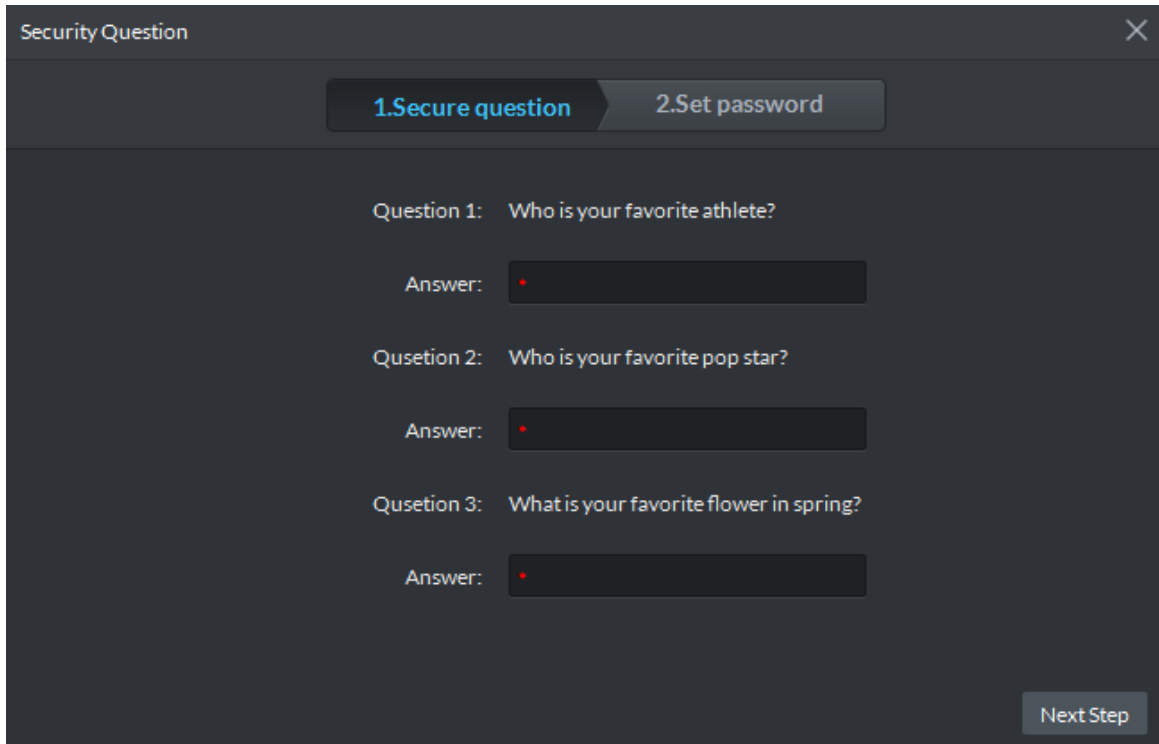 Security Question
1.Secure question
2.Set password
Question 1: Who is your favorite athlete?
Answer: *
Qusetion 2: Who is your favorite pop star?
Answer: *
Qusetion 3: What is your favorite flower in spring?
Answer: *
Next Step